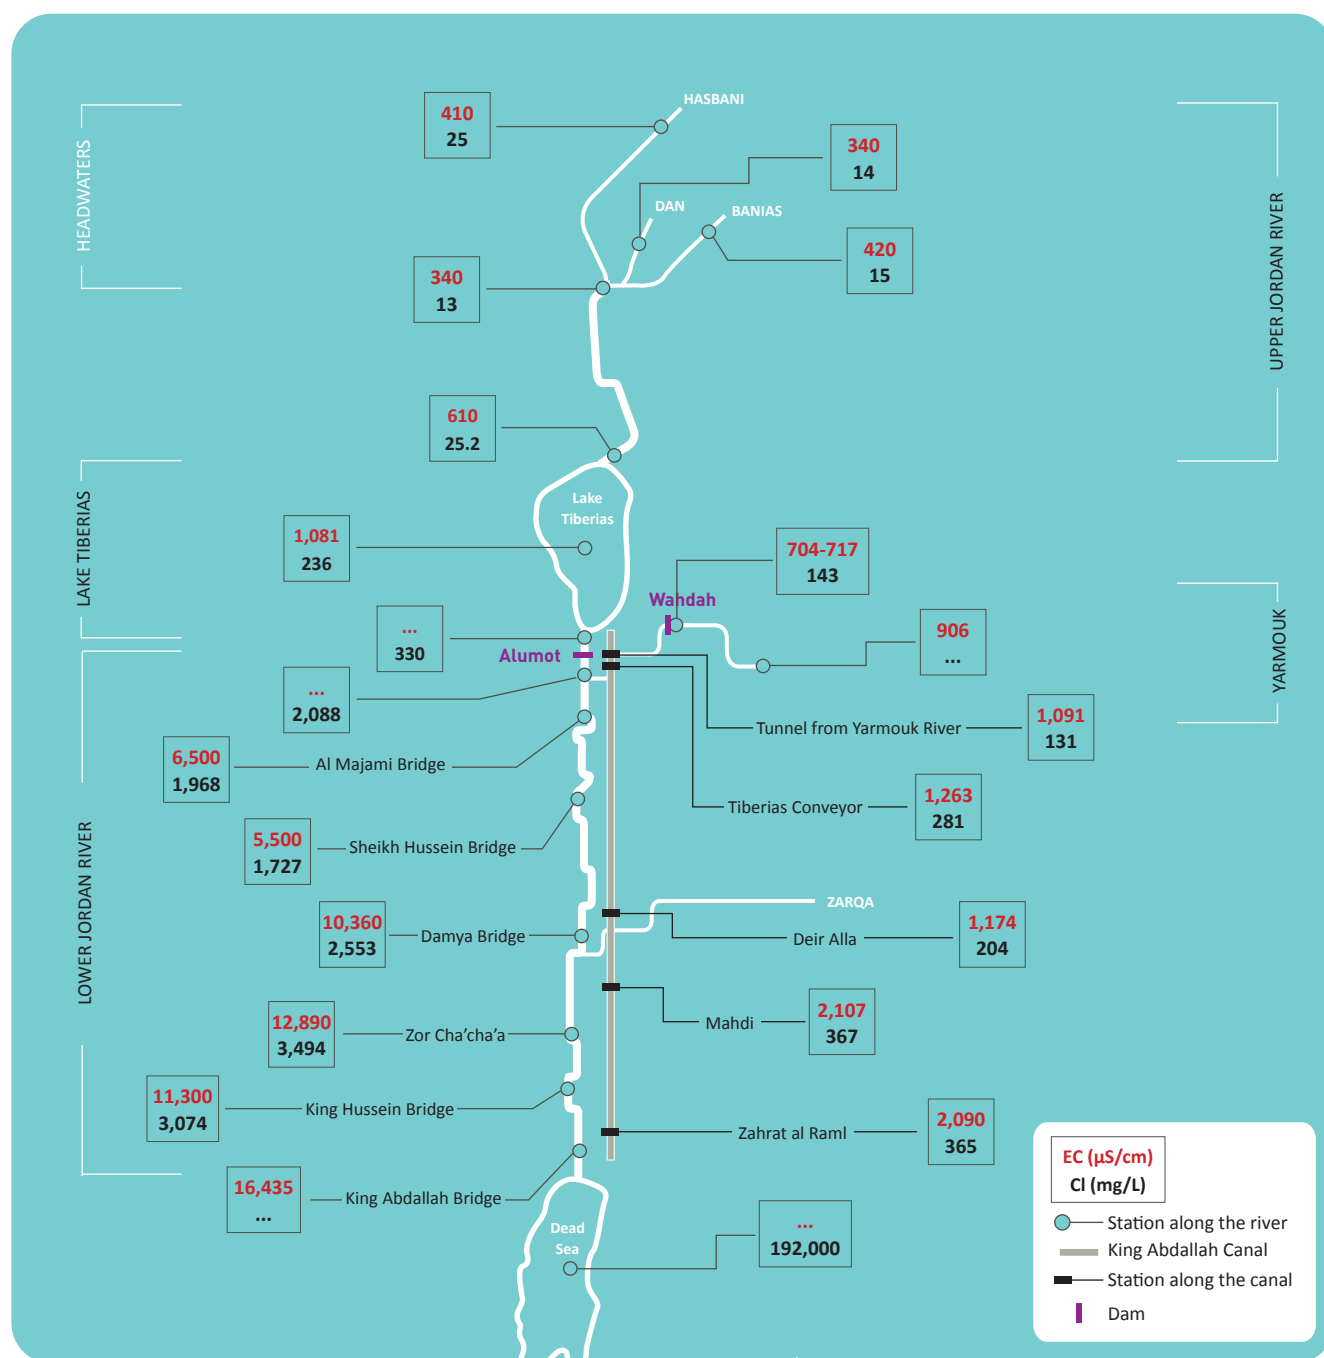 HASBANI
410
25
340
14
HEADWATERS
DAN
BANIAS
UPPER JORDAN RIVER
420
15
340
13
610
25.2
LAKE TIBERIAS
Lake
Tiberias
1,081
236
704-717
143
Wahdah
YARMOUK
906
...
...
330
Alumot
...
2,088
Tunnel from Yarmouk River
1,091
131
6,500
1,968
Al Majami Bridge
Tiberias Conveyor
1,263
281
LOWER JORDAN RIVER
5,500
1,727
Sheikh Hussein Bridge
ZARQA
10,360
2,553
Damya Bridge
Deir Alla
1,174
204
12,890
3,494
Zor Cha’cha’a
Mahdi
2,107
367
11,300
3,074
King Hussein Bridge
Zahrat al Raml
2,090
365
16,435
...
King Abdallah Bridge
Dead
Sea
...
192,000
EC (µS/cm)
Cl (mg/L)
Station along the river
King Abdallah Canal
Station along the canal
Dam